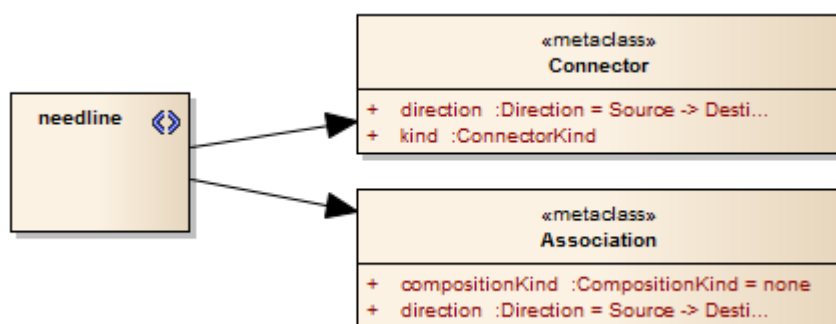 «metaclass»
Connector
+ direction :Direction = Source -> Desti...
+ kind :ConnectorKind
needline
«metaclass»
Association
+ compositionKind :CompositionKind = none
+ direction :Direction = Source -> Desti...